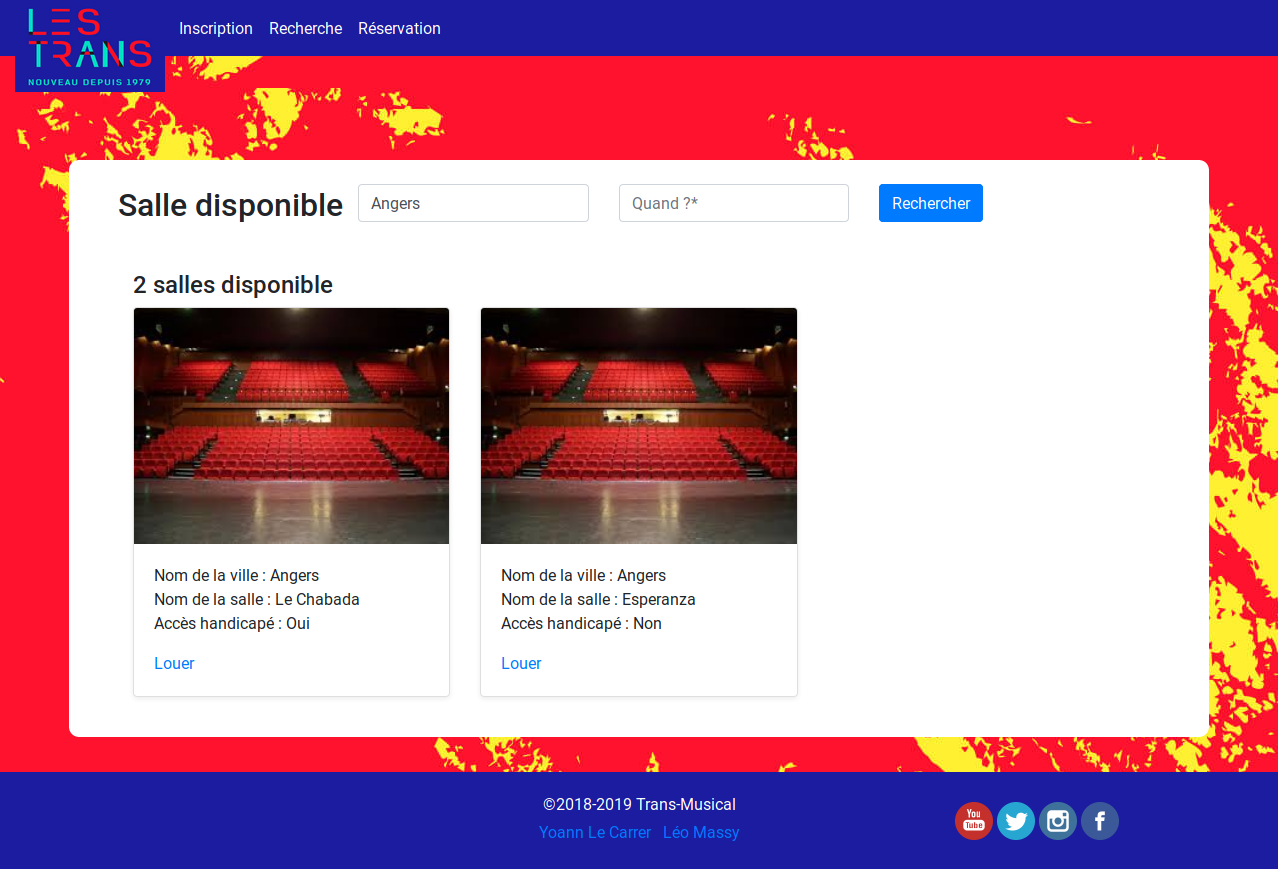 LES
TRANS
NOUVEAU DEPUIS 1979
Inscription Recherche Réservation
Salle disponible Angers Quand ?* Rechercher
2 salles disponible
Nom de la ville : Angers
Nom de la salle : Le Chabada
Accès handicapé : Oui
Louer
Nom de la ville : Angers
Nom de la salle : Esperanza
Accès handicapé : Non
Louer
©2018-2019 Trans-Musical
Yoann Le Carrer Léo Massy
You
Tube